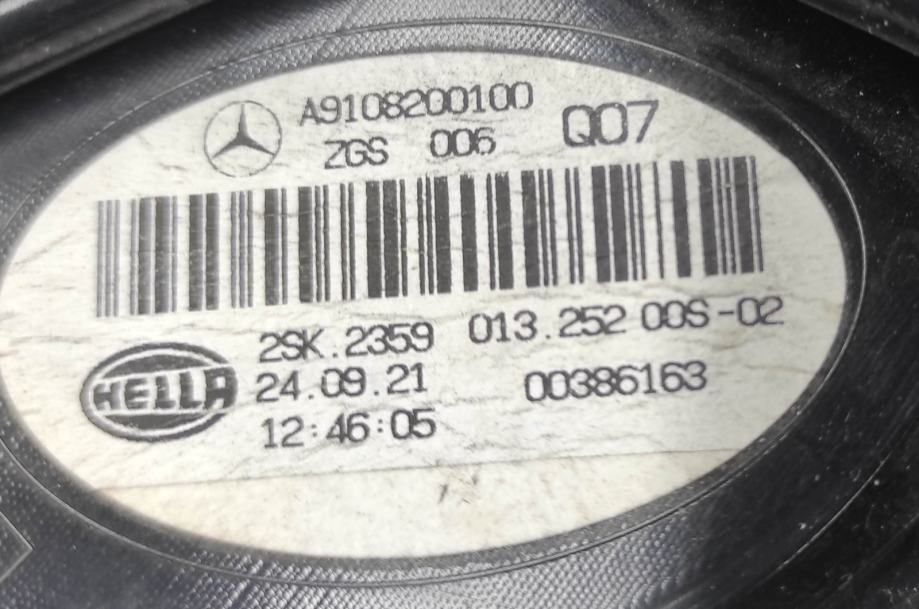 A9108200100
ZGS 006 Q07
2SK.2359 013.252 00S-02
HELLA 24.09.21 00386163
12:46:05